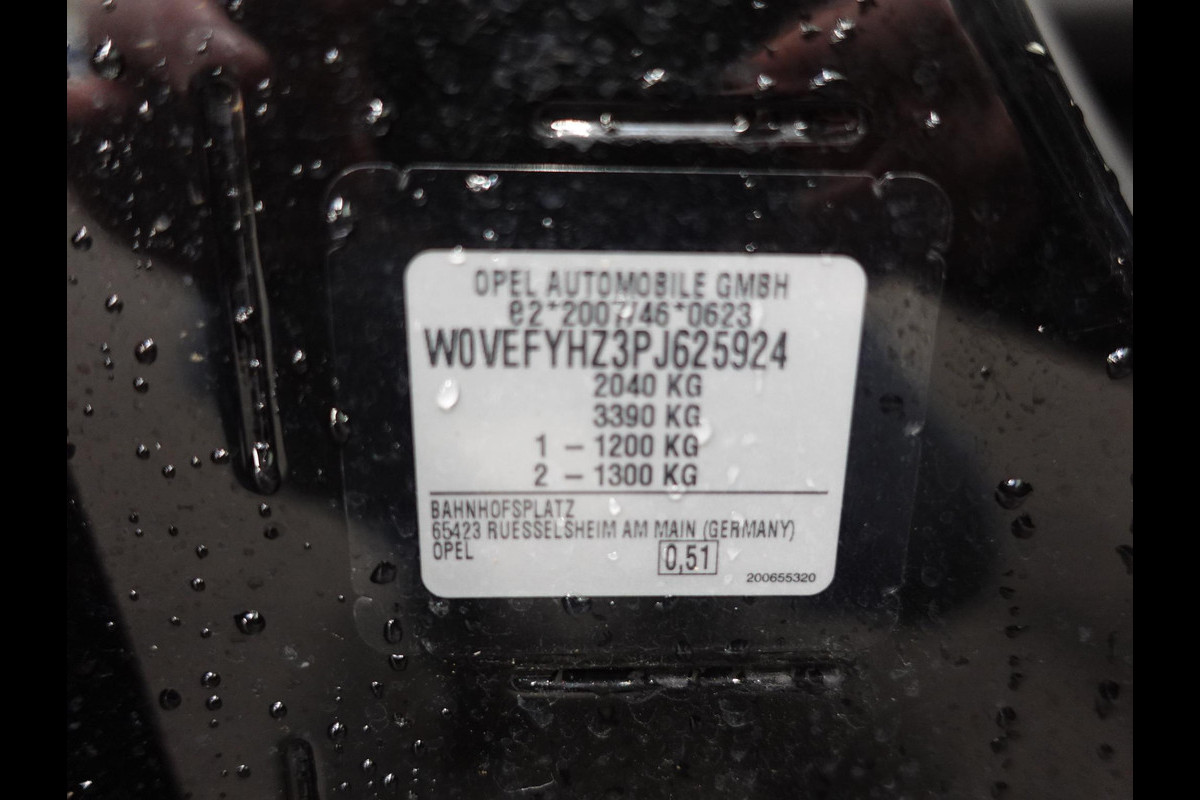 OPEL AUTOMOBILE GMBH
e2*2007/46*0623
W0VEFYHZ3PJ625924
2040 KG
3390 KG
1 – 1200 KG
2 – 1300 KG
BAHNHOFSPLATZ
65423 RUESSELSHEIM AM MAIN (GERMANY)
OPEL
0,51
200655320